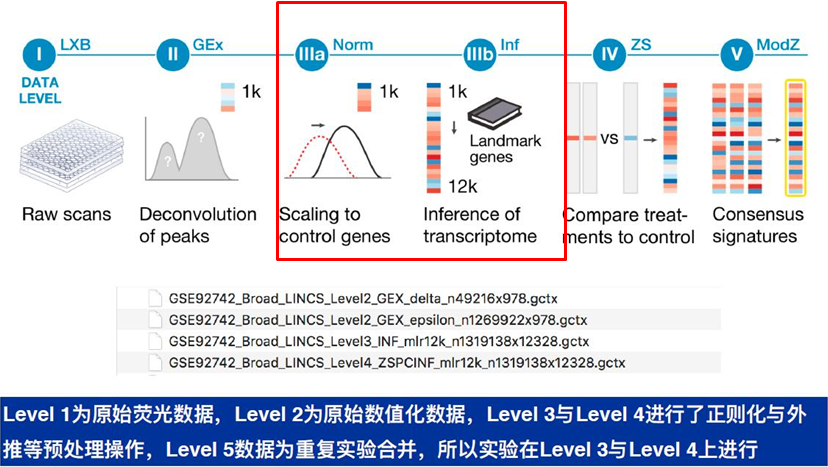 I LXB II GEx IIIa Norm IIIb Inf IV ZS V ModZ
DATA
LEVEL
1k 1k 1k
? ?
Landmark
genes
VS
12k
Raw scans
Deconvolution
of peaks
Scaling to
control genes
Inference of
transcriptome
Compare treat-
ments to control
Consensus
signatures
GSE92742_Broad_LINCS_Level2_GEX_delta_n49216x978.gctx
GSE92742_Broad_LINCS_Level2_GEX_epsilon_n1269922x978.gctx
GSE92742_Broad_LINCS_Level3_INF_mlr12k_n1319138x12328.gctx
GSE92742_Broad_LINCS_Level4_ZSPCINF_mlr12k_n1319138x12328.gctx
Level 1为原始荧光数据，Level 2为原始数值化数据，Level 3与Level 4进行了正则化与外
推等预处理操作，Level 5数据为重复实验合并，所以实验在Level 3与Level 4上进行